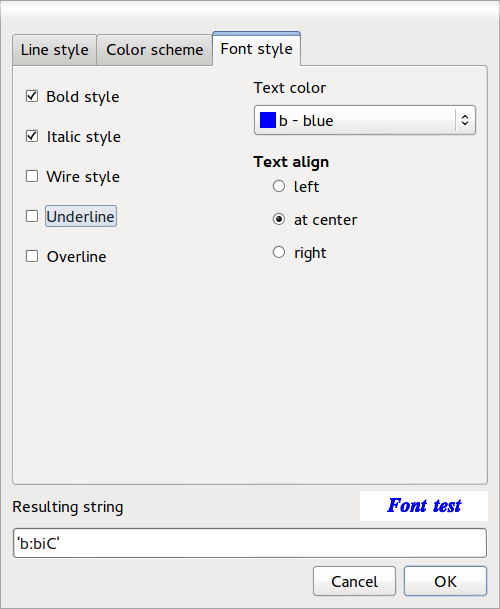 Line style Color scheme Font style
Bold style
Italic style
Wire style
Underline
Overline
Text color
b - blue
Text align
left
at center
right
Resulting string
Font test
'b:biC'
Cancel OK